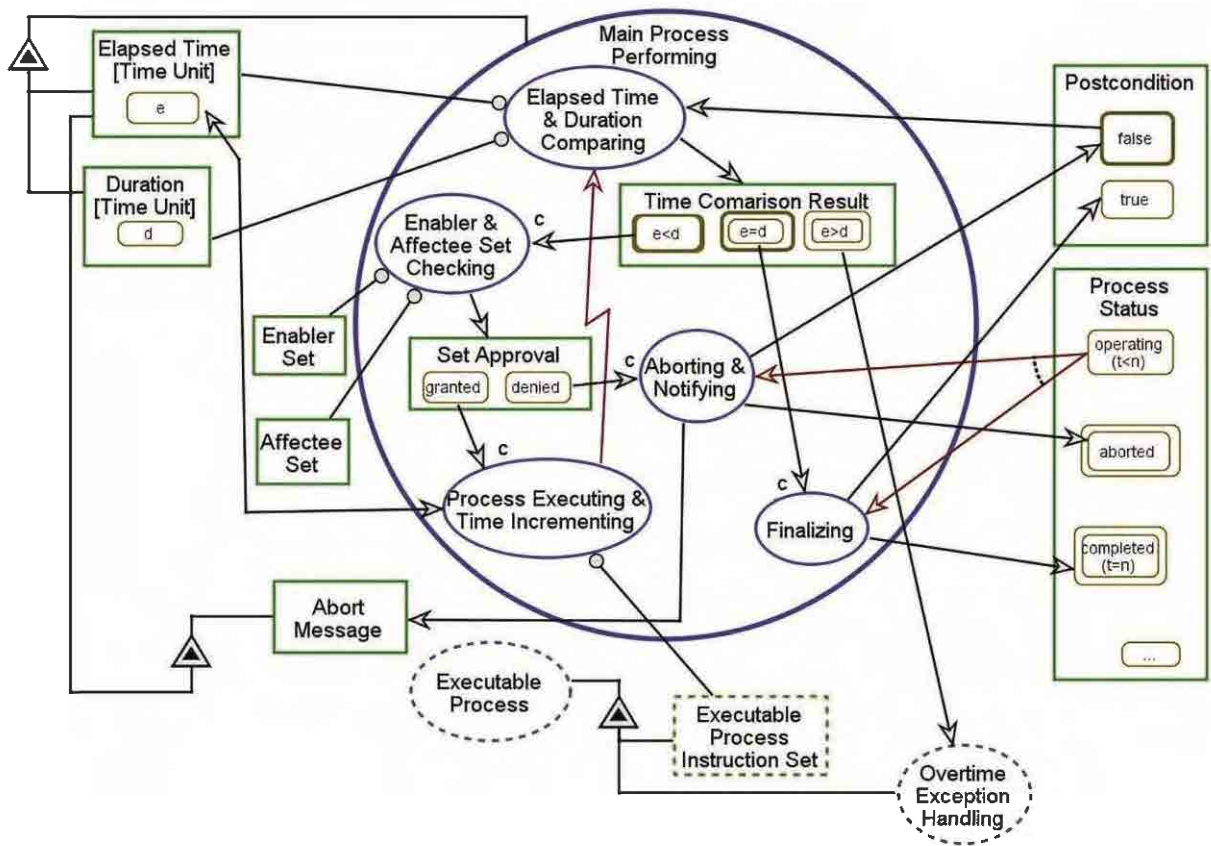 Main Process
Performing
Elapsed Time
[Time Unit]
e
Duration
[Time Unit]
d
Elapsed Time
& Duration
Comparing
Postcondition
false
true
Time Comarison Result
e<d
e=d
e>d
c
Enabler &
Affectee Set
Checking
Enabler
Set
Affectee
Set
Set Approval
granted
denied
c
Aborting &
Notifying
Process
Status
operating
(t<n)
aborted
completed
(t=n)
...
c
Process Executing &
Time Incrementing
c
Finalizing
Abort
Message
Executable
Process
Executable
Process
Instruction Set
Overtime
Exception
Handling